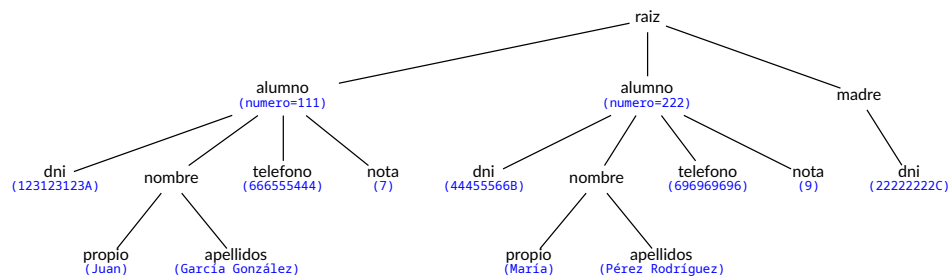 raiz
alumno
(numero=111)
alumno
(numero=222)
madre
dni
(123123123A)
nombre
telefono
(666555444)
nota
(7)
dni
(44455566B)
nombre
telefono
(696969696)
nota
(9)
dni
(22222222C)
propio
(Juan)
apellidos
(García González)
propio
(María)
apellidos
(Pérez Rodríguez)